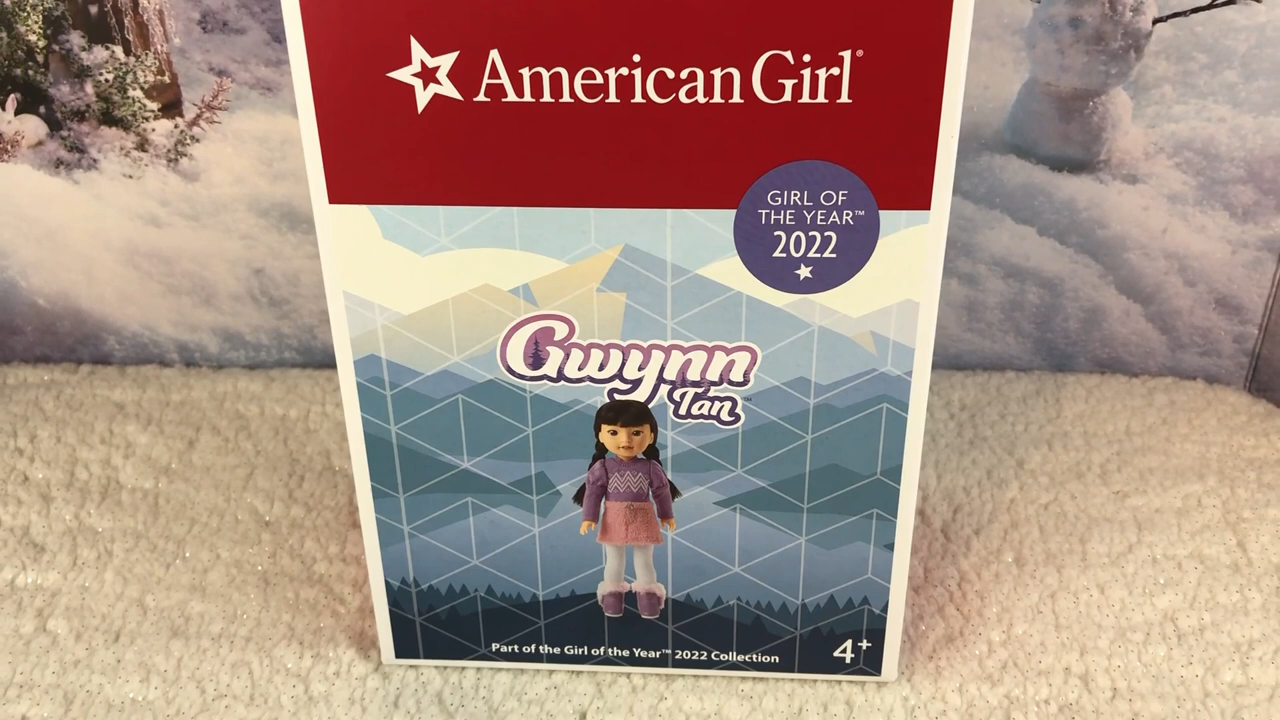 American Girl®
GIRL OF
THE YEAR™
2022
Gwynn
Tan™
Part of the Girl of the Year™ 2022 Collection
4+